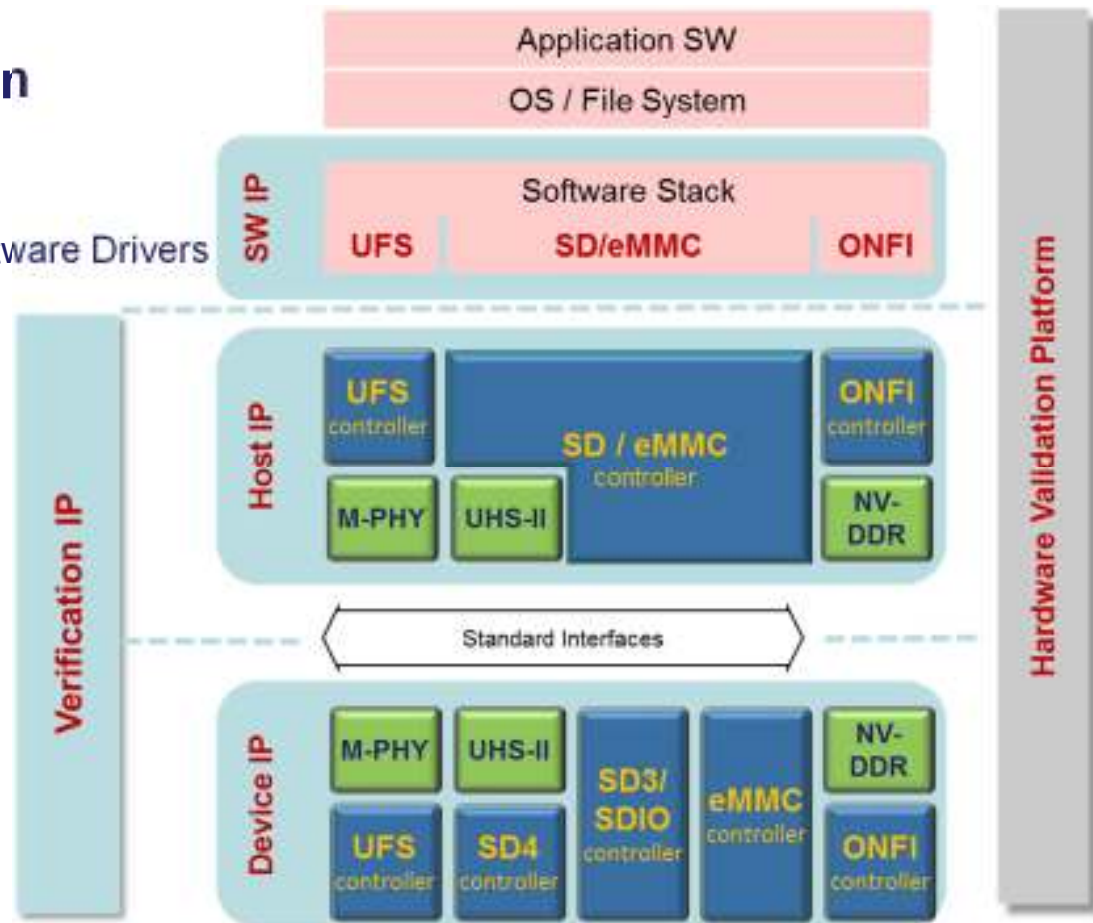 n
Application SW
OS / File System
SW IP
Software Stack
ware Drivers
UFS
SD/eMMC
ONFI
Verification IP
Hardware Validation Platform
Host IP
UFS
controller
SD / eMMC
controller
ONFI
controller
M-PHY
UHS-II
NV-
DDR
Standard Interfaces
Device IP
M-PHY
UHS-II
SD3/
SDIO
controller
eMMC
controller
NV-
DDR
UFS
controller
SD4
controller
ONFI
controller